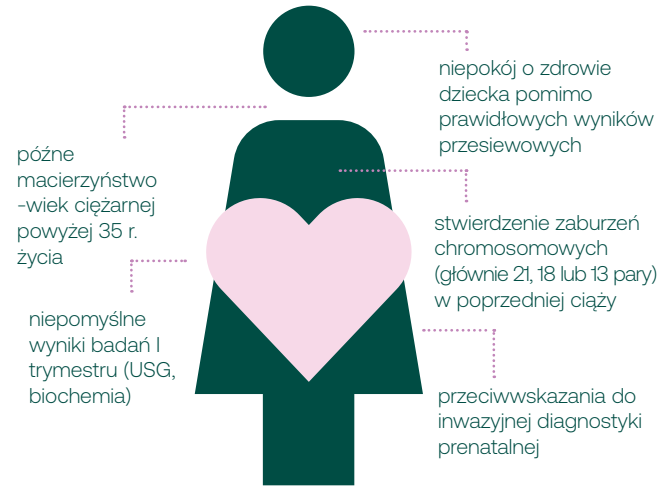 niepokój o zdrowie
dziecka pomimo
prawidłowych wyników
przesiewowych
późne
macierzyństwo
-wiek ciężarnej
powyżej 35 r.
życia
stwierdzenie zaburzeń
chromosomowych
(głównie 21, 18 lub 13 pary)
w poprzedniej ciąży
niepomyślne
wyniki badań I
trymestru (USG,
biochemia)
przeciwwskazania do
inwazyjnej diagnostyki
prenatalnej